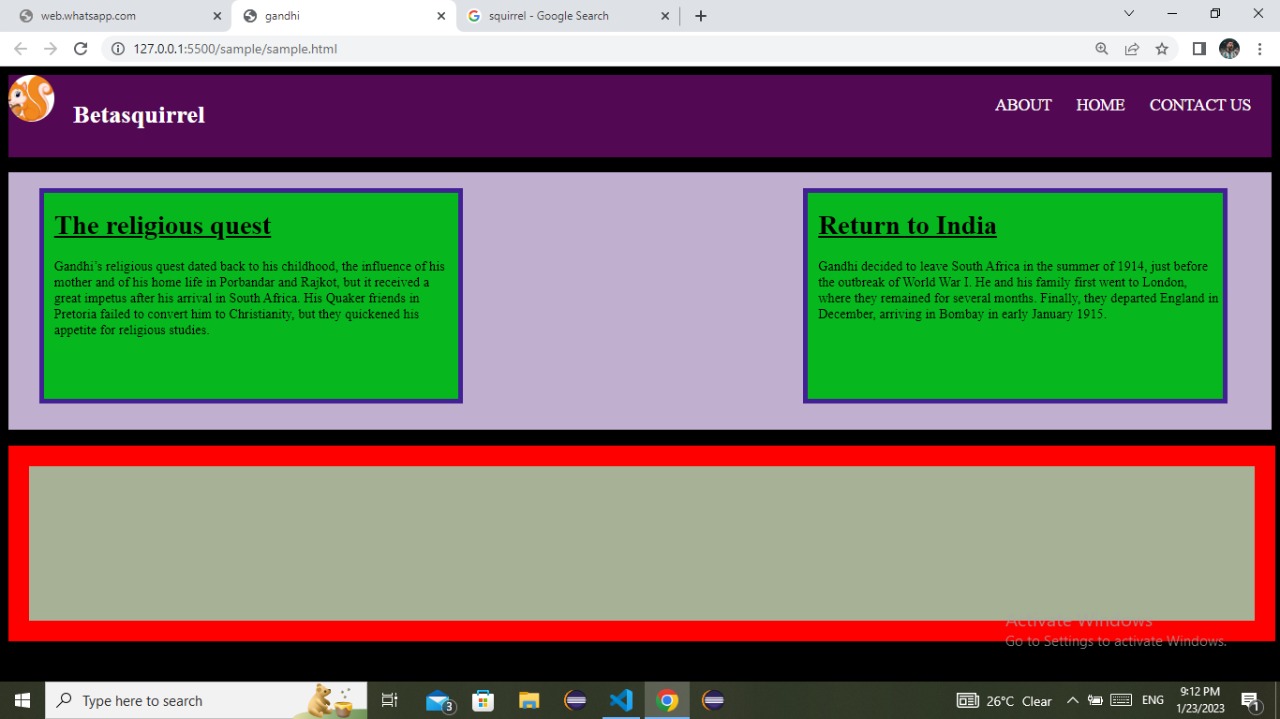 web.whatsapp.com
gandhi
squirrel - Google Search
127.0.0.1:5500/sample/sample.html
Betasquirrel
ABOUT HOME CONTACT US
The religious quest
Gandhi's religious quest dated back to his childhood, the influence of his
mother and of his home life in Porbandar and Rajkot, but it received a
great impetus after his arrival in South Africa. His Quaker friends in
Pretoria failed to convert him to Christianity, but they quickened his
appetite for religious studies.
Return to India
Gandhi decided to leave South Africa in the summer of 1914, just before
the outbreak of World War I. He and his family first went to London,
where they remained for several months. Finally, they departed England in
December, arriving in Bombay in early January 1915.
Activate Windows
Go to Settings to activate Windows.
Type here to search
3
26°C Clear
ENG
9:12 PM
1/23/2023
1